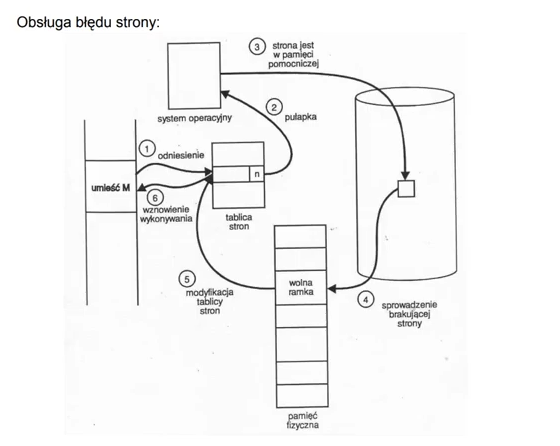 Obsługa błędu strony:
3 strona jest
w pamięci
pomocniczej
system operacyjny
2
pułapka
1
odniesienie
umieść M
n
6
wznowienie
wykonywania
tablica
stron
5
modyfikacja
tablicy
stron
wolna
ramka
4 sprowadzenie
brakującej
strony
pamięć
fizyczna